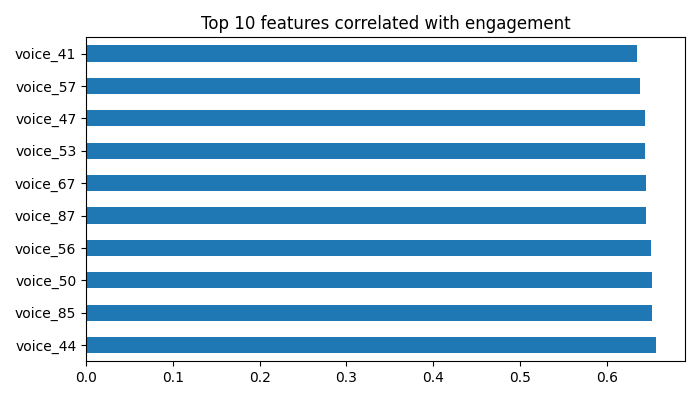 Top 10 features correlated with engagement
voice_41
voice_57
voice_47
voice_53
voice_67
voice_87
voice_56
voice_50
voice_85
voice_44
0.0 0.1 0.2 0.3 0.4 0.5 0.6